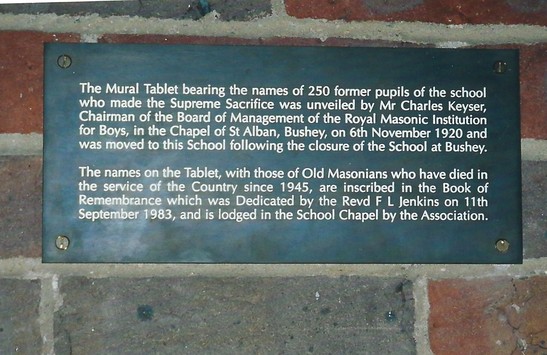 The Mural Tablet bearing the names of 250 former pupils of the school
who made the Supreme Sacrifice was unveiled by Mr Charles Keyser,
Chairman of the Board of Management of the Royal Masonic Institution
for Boys, in the Chapel of St Alban, Bushey, on 6th November 1920 and
was moved to this School following the closure of the School at Bushey.
The names on the Tablet, with those of Old Masonians who have died in
the service of the Country since 1945, are inscribed in the Book of
Remembrance which was Dedicated by the Revd F L Jenkins on 11th
September 1983, and is lodged in the School Chapel by the Association.